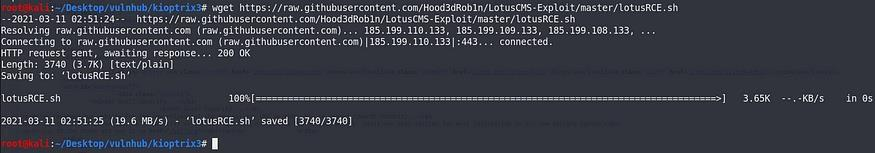 root@kali:~/Desktop/vulnhub/kioptrix3# wget https://raw.githubusercontent.com/Hood3dRob1n/LotusCMS-Exploit/master/lotusRCE.sh
--2021-03-11 02:51:24-- https://raw.githubusercontent.com/Hood3dRob1n/LotusCMS-Exploit/master/lotusRCE.sh
Resolving raw.githubusercontent.com (raw.githubusercontent.com)... 185.199.110.133, 185.199.109.133, 185.199.108.133, ...
Connecting to raw.githubusercontent.com (raw.githubusercontent.com)|185.199.110.133|:443... connected.
HTTP request sent, awaiting response... 200 OK
Length: 3740 (3.7K) [text/plain]
Saving to: ‘lotusRCE.sh’
lotusRCE.sh 100%[=====================================================================>] 3.65K --.-KB/s in 0s
2021-03-11 02:51:25 (19.6 MB/s) - ‘lotusRCE.sh’ saved [3740/3740]
root@kali:~/Desktop/vulnhub/kioptrix3#